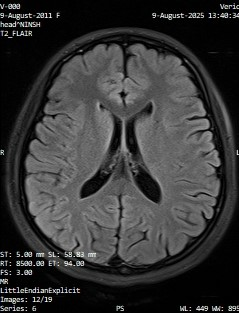 V-000 Verio
9-August-2011 F 9-August-2025 13:40:34
head^NINSH
T2_FLAIR
R L
ST: 5.00 mm SL: 58.83 mm
RT: 8500.00 ET: 94.00
FS: 3.00
MR
LittleEndianExplicit
Images: 12/19
Series: 6 PS WL: 449 WW: 899